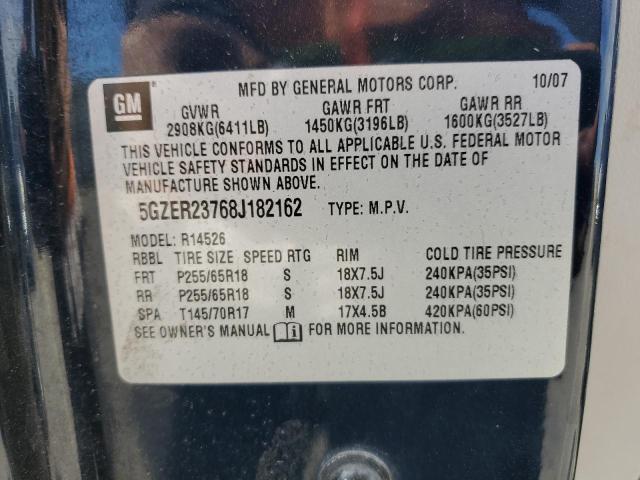 GM
MFD BY GENERAL MOTORS CORP. 10/07
GVWR GAWR FRT GAWR RR
2908KG(6411LB) 1450KG(3196LB) 1600KG(3527LB)
THIS VEHICLE CONFORMS TO ALL APPLICABLE U.S. FEDERAL MOTOR
VEHICLE SAFETY STANDARDS IN EFFECT ON THE DATE OF
MANUFACTURE SHOWN ABOVE.
5GZER23768J182162 TYPE: M.P.V.
MODEL: R14526
RBBL TIRE SIZE SPEED RTG RIM COLD TIRE PRESSURE
FRT P255/65R18 S 18X7.5J 240KPA(35PSI)
RR P255/65R18 S 18X7.5J 240KPA(35PSI)
SPA T145/70R17 M 17X4.5B 420KPA(60PSI)
SEE OWNER'S MANUAL i FOR MORE INFORMATION.